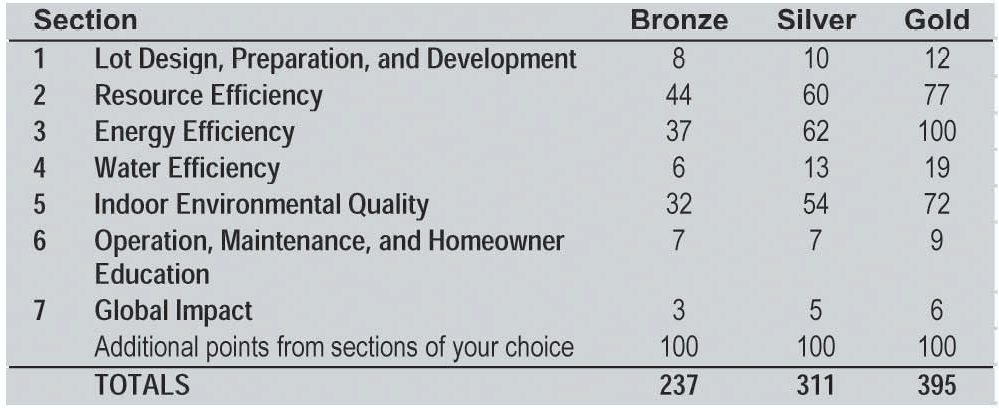 Section Bronze Silver Gold
1 Lot Design, Preparation, and Development 8 10 12
2 Resource Efficiency 44 60 77
3 Energy Efficiency 37 62 100
4 Water Efficiency 6 13 19
5 Indoor Environmental Quality 32 54 72
6 Operation, Maintenance, and Homeowner 7 7 9
Education
7 Global Impact 3 5 6
Additional points from sections of your choice 100 100 100
TOTALS 237 311 395